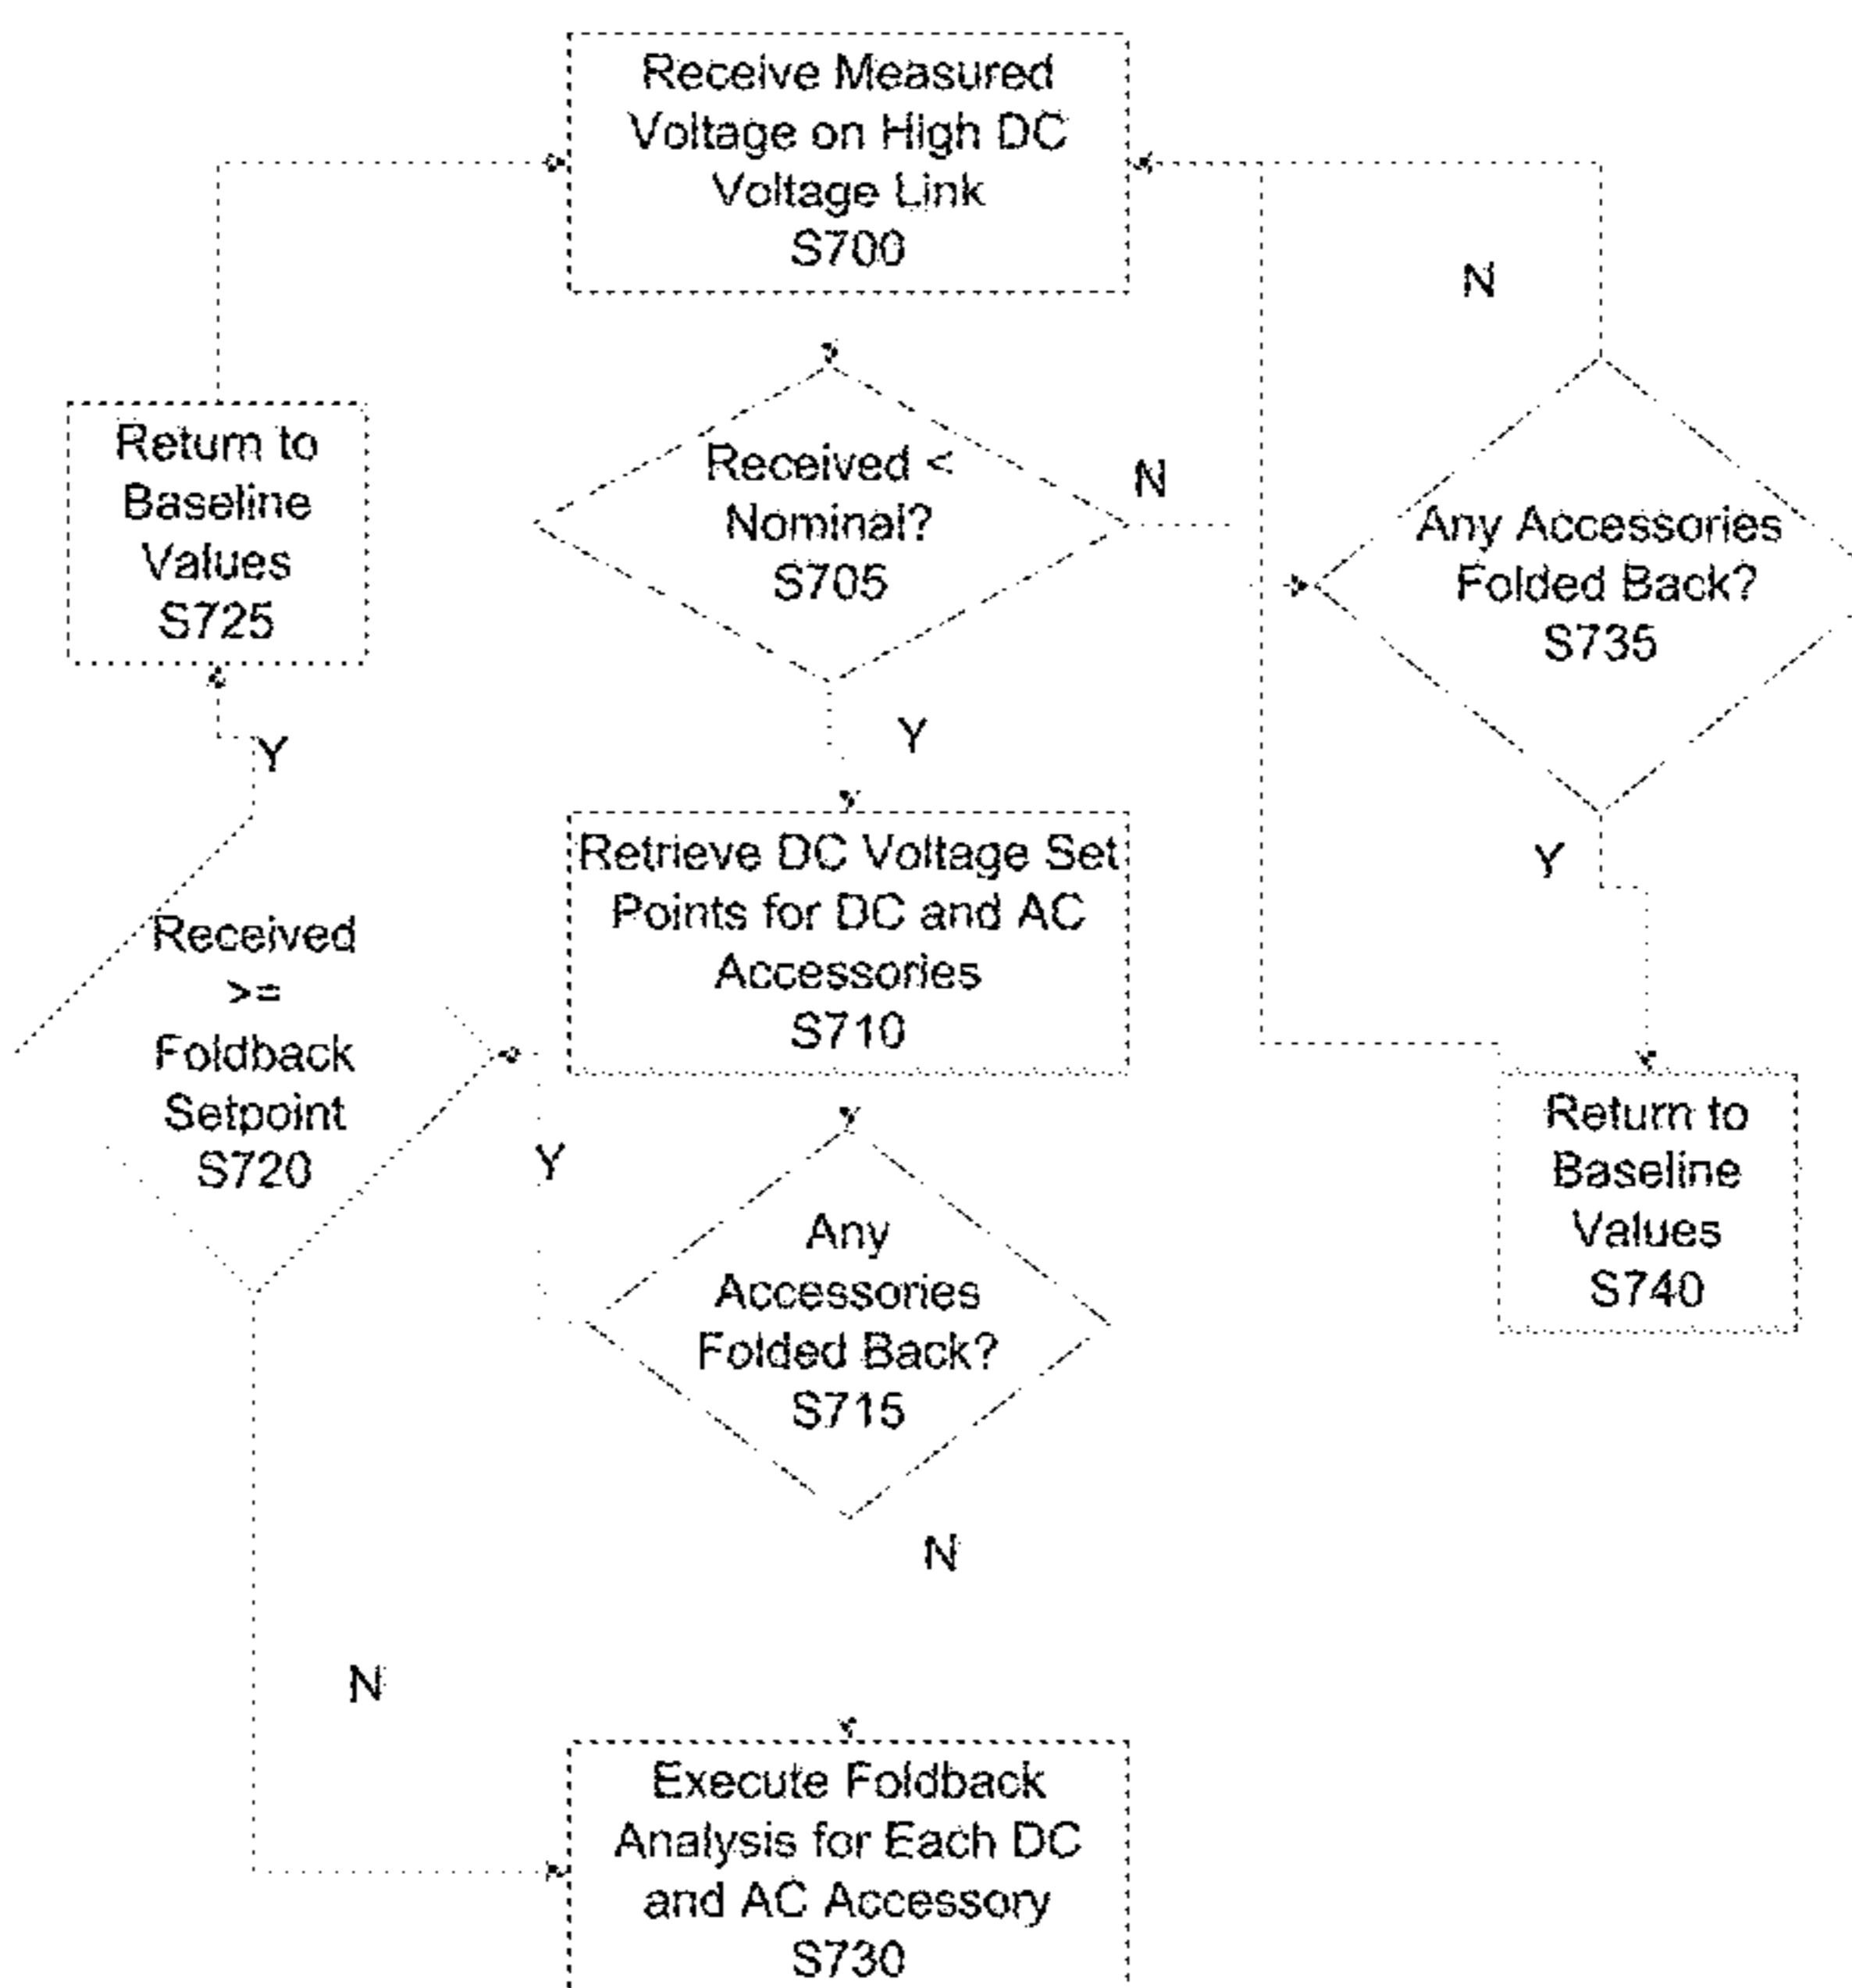 Receive Measured
Voltage on High DC
Voltage Link
S700
N
Return to
Baseline
Values
S725
Received <
Nominal?
S705
N
Any Accessories
Folded Back?
S735
Y
Y
Retrieve DC Voltage Set
Points for DC and AC
Accessories
S710
Y
Received
>=
Foldback
Setpoint
S720
Y
Any
Accessories
Folded Back?
S715
Return to
Baseline
Values
S740
N
N
Execute Foldback
Analysis for Each DC
and AC Accessory
S730